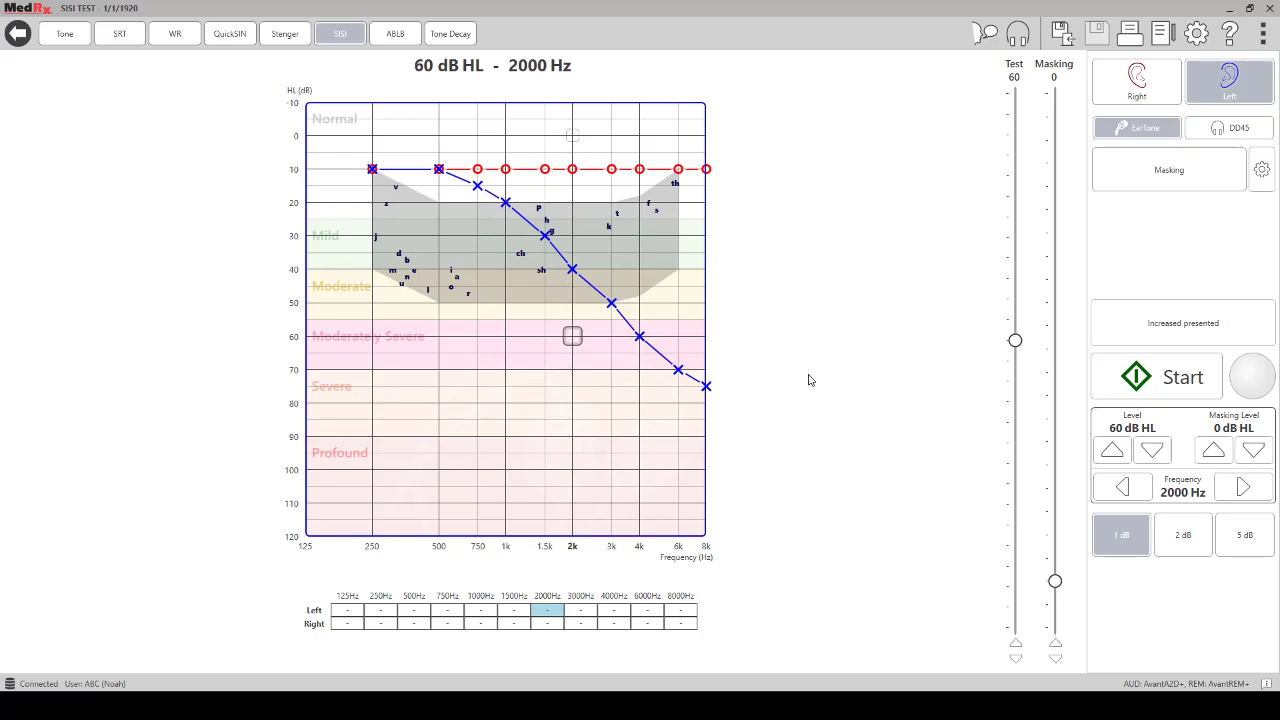 MedRx SISI TEST - 1/1/1920
Tone SRT WR QuickSIN Stenger SISI ABLB Tone Decay
60 dB HL - 2000 Hz
Test Masking
60 0
Right Left
EarTone DD45
Masking
HL (dB)
-10
Normal
0
10
th
v
z
20
p
f
s
t
h
k
g
Mild
j
30
d
b
ch
m
n
e
i
a
sh
40
Moderate
u
l
o
r
50
Moderately Severe
60
70
Severe
80
90
Profound
100
110
120
125 250 500 750 1k 1.5k 2k 3k 4k 6k 8k
Frequency (Hz)
125Hz 250Hz 500Hz 750Hz 1000Hz 1500Hz 2000Hz 3000Hz 4000Hz 6000Hz 8000Hz
Left - - - - - - - - - - -
Right - - - - - - - - - - -
Increased presented
Start
Level Masking Level
60 dB HL 0 dB HL
Frequency
2000 Hz
1 dB 2 dB 5 dB
Connected User: ABC (Noah) AUD: AvantA2D+, REM: AvantREM+